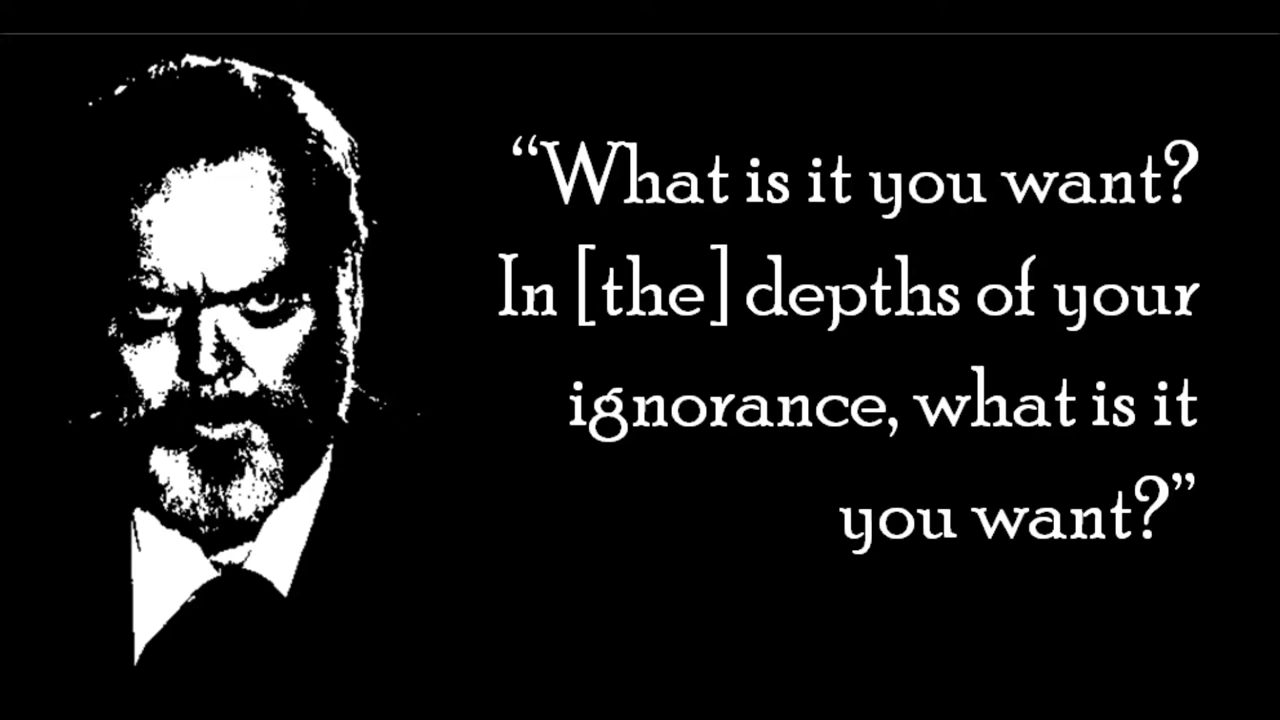 “What is it you want?
In [the] depths of your
ignorance, what is it
you want?”